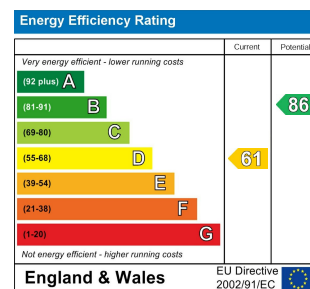 Energy Efficiency Rating
Current Potential
Very energy efficient - lower running costs
(92 plus) A
(81-91) B
86
(69-80) C
(55-68) D
61
(39-54) E
(21-38) F
(1-20) G
Not energy efficient - higher running costs
England & Wales
EU Directive
2002/91/EC